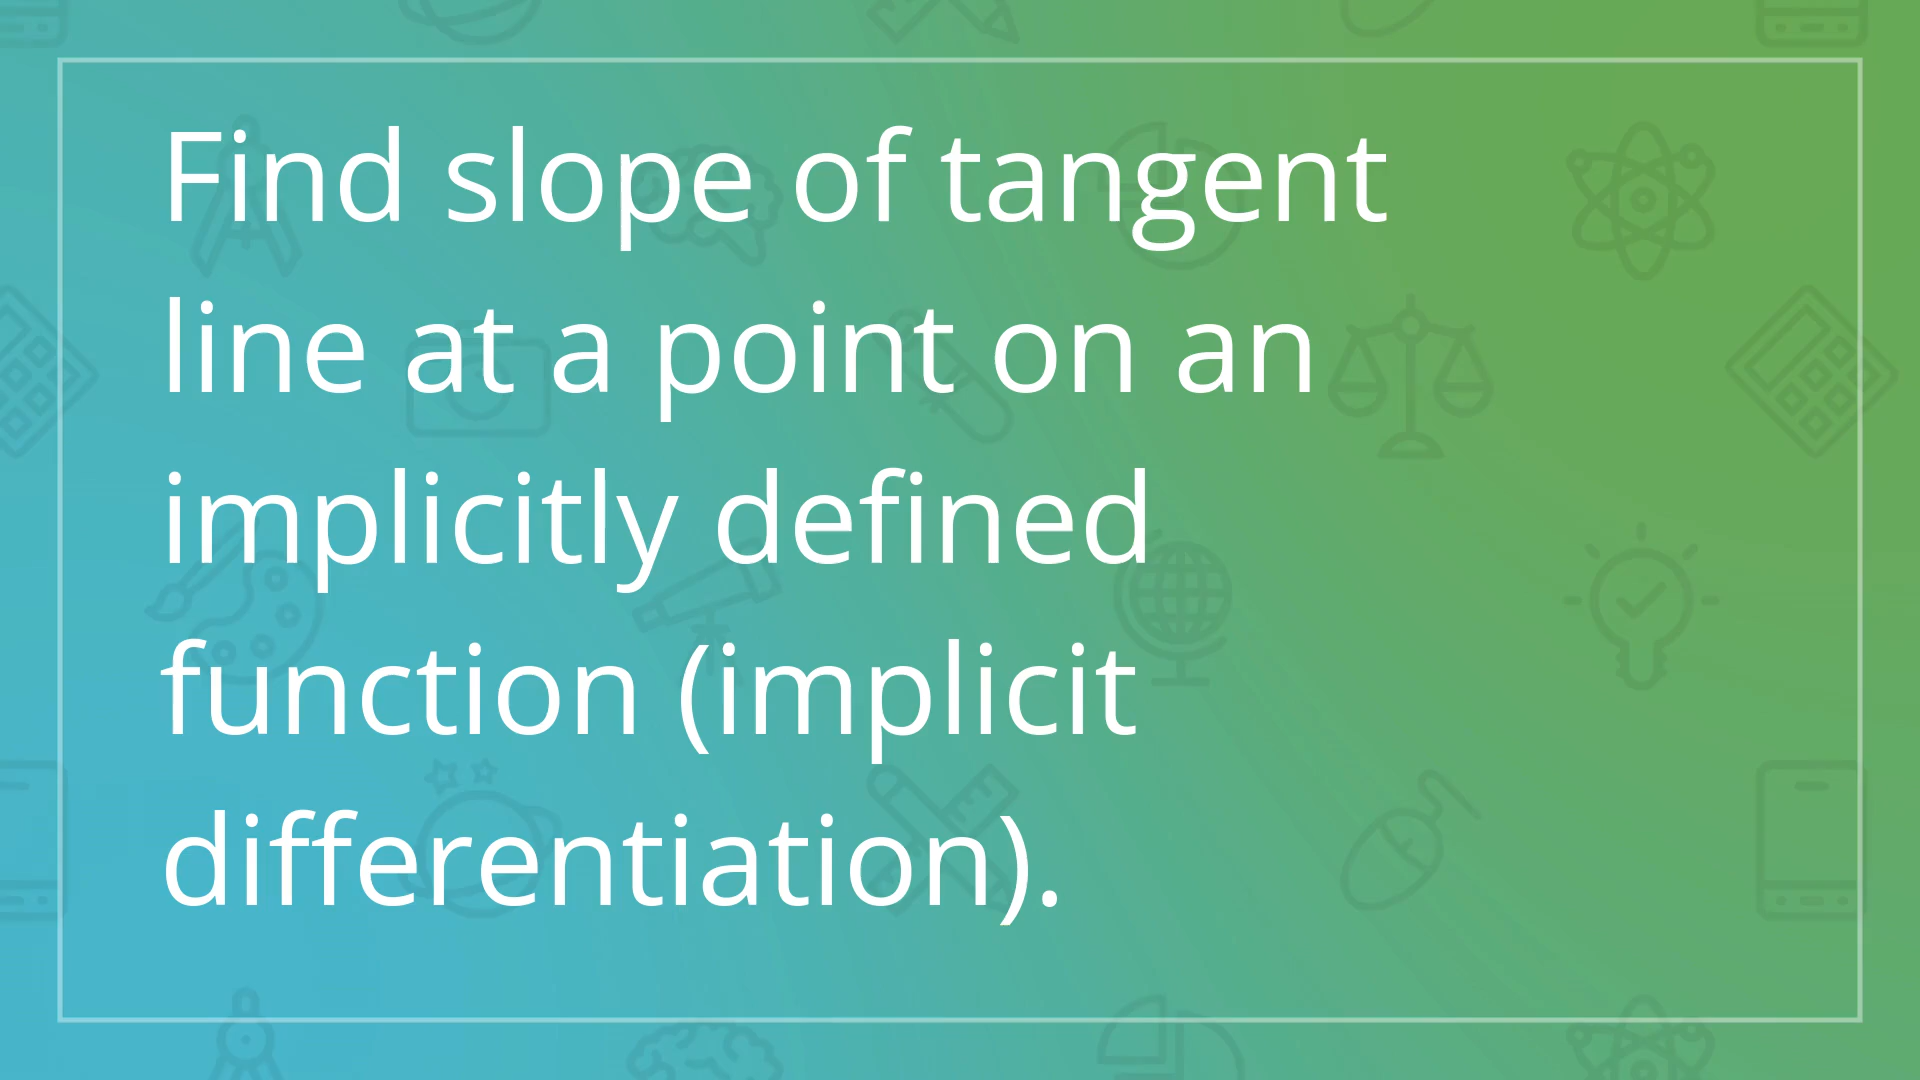 Find slope of tangent
line at a point on an
implicitly defined
function (implicit
differentiation).